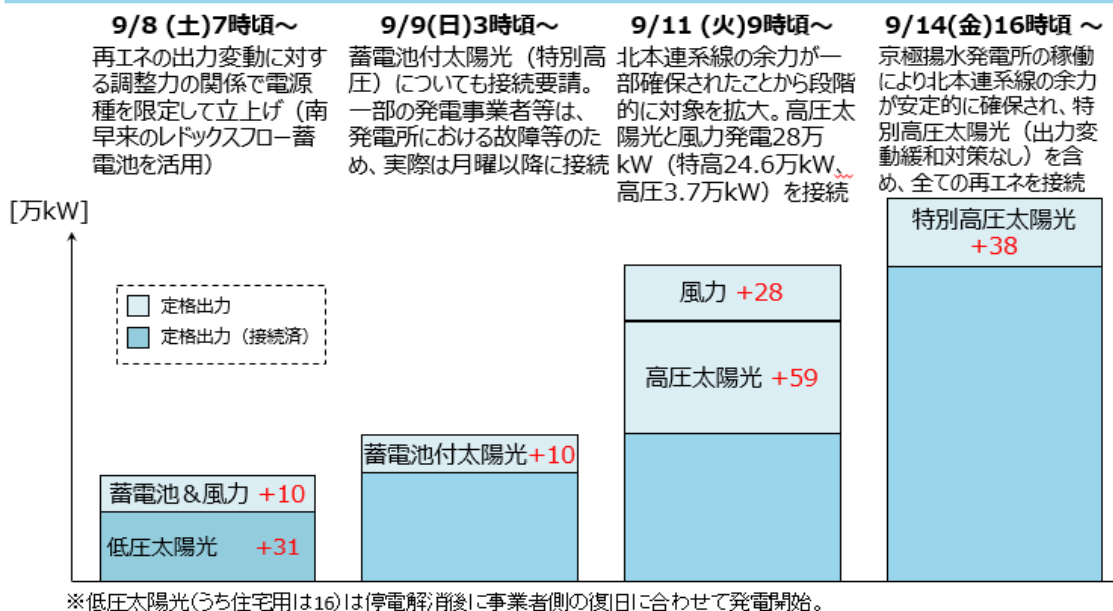 9/8 (土)7時頃～
再エネの出力変動に対す
る調整力の関係で電源
種を限定して立上げ（南
早来のレドックスフロー蓄
電池を活用）
9/9(日)3時頃～
蓄電池付太陽光（特別高
圧）についても接続要請。
一部の発電事業者等は、
発電所における故障等のた
め、実際は月曜以降に接続
9/11 (火)9時頃～
北本連系線の余力が一
部確保されたことから段階
的に対象を拡大。高圧太
陽光と風力発電28万
kW（特高24.6万kW、
高圧3.7万kW）を接続
9/14(金)16時頃 ～
京極揚水発電所の稼働
により北本連系線の余力
が安定的に確保され、特
別高圧太陽光（出力変
動緩和対策なし）を含
め、全ての再エネを接続
[万kW]
定格出力
定格出力（接続済）
蓄電池＆風力 +10
低圧太陽光 +31
蓄電池付太陽光+10
風力 +28
高圧太陽光 +59
特別高圧太陽光
+38
※低圧太陽光(うち住宅用は16)は停電解消後に事業者側の復旧に合わせて発電開始。